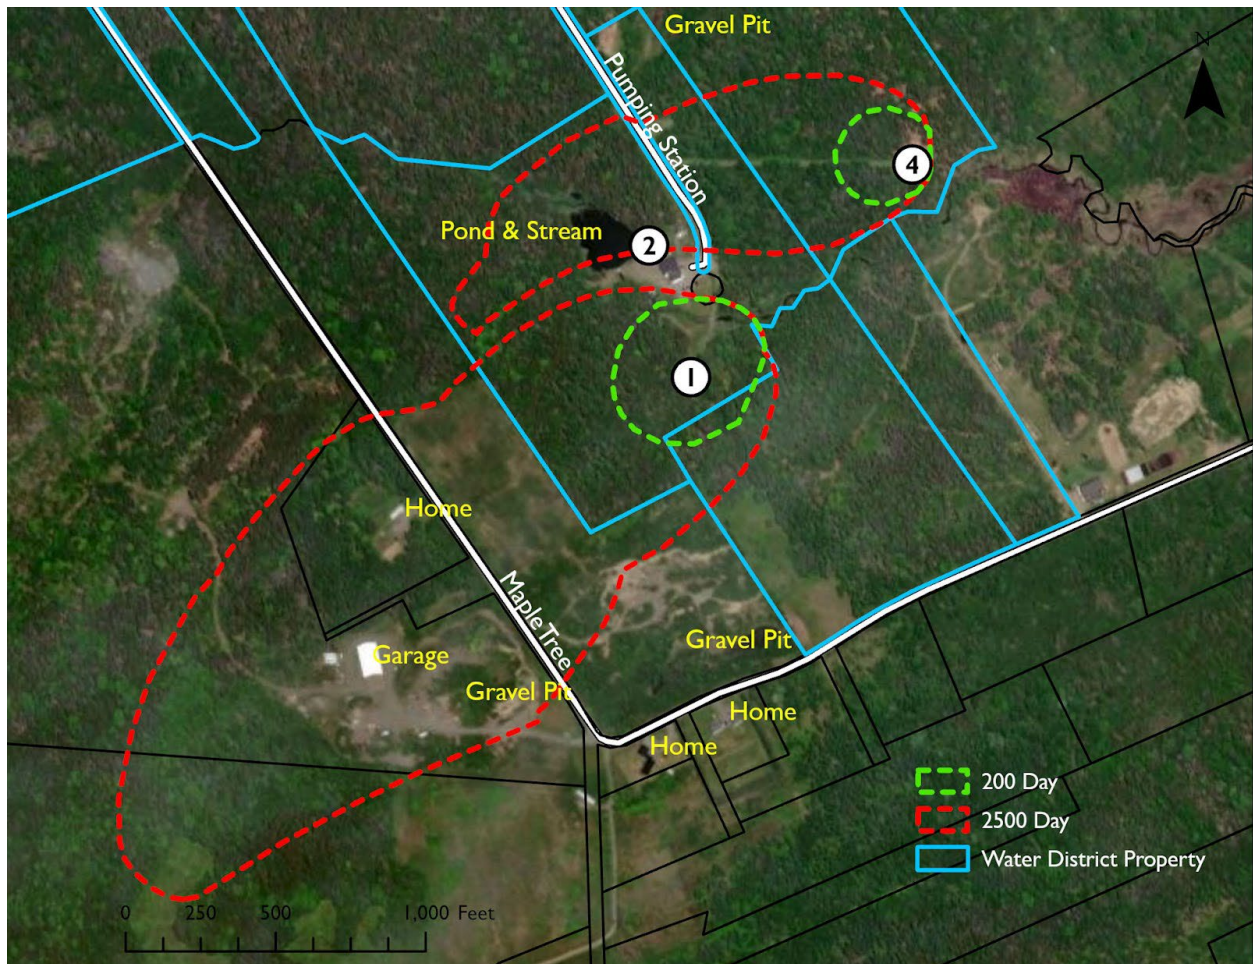 Gravel Pit
N
Pumping Station
4
Pond & Stream
2
1
Home
Maple Tree
Garage
Gravel Pit
Gravel Pit
Home
Home
200 Day
2500 Day
Water District Property
0 250 500 1,000 Feet